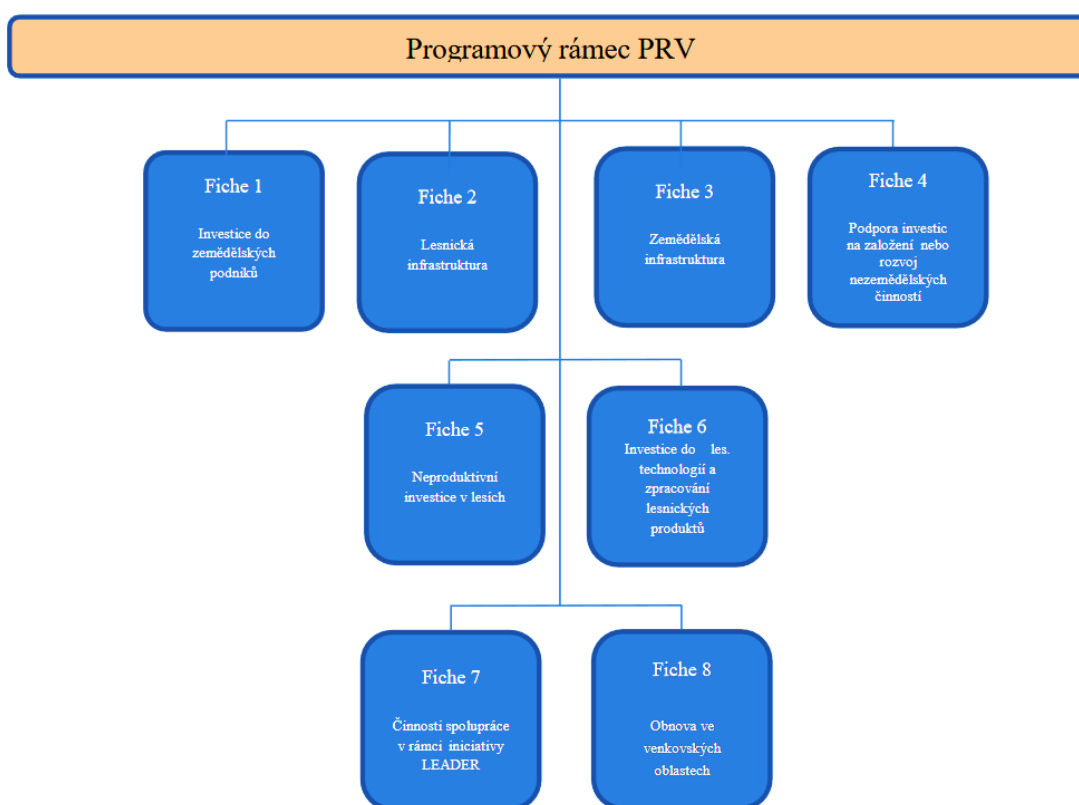 Programový rámec PRV
Fiche 1
Investice do
zemědělských
podniků
Fiche 2
Lesnická
infrastruktura
Fiche 3
Zemědělská
infrastruktura
Fiche 4
Podpora investic
na založení nebo
rozvoj
nezemědělských
činností
Fiche 5
Neproduktivní
investice v lesích
Fiche 6
Investice do les.
technologií a
zpracování
lesnických
produktů
Fiche 7
Činnosti spolupráce
v rámci iniciativy
LEADER
Fiche 8
Obnova ve
venkovských
oblastech